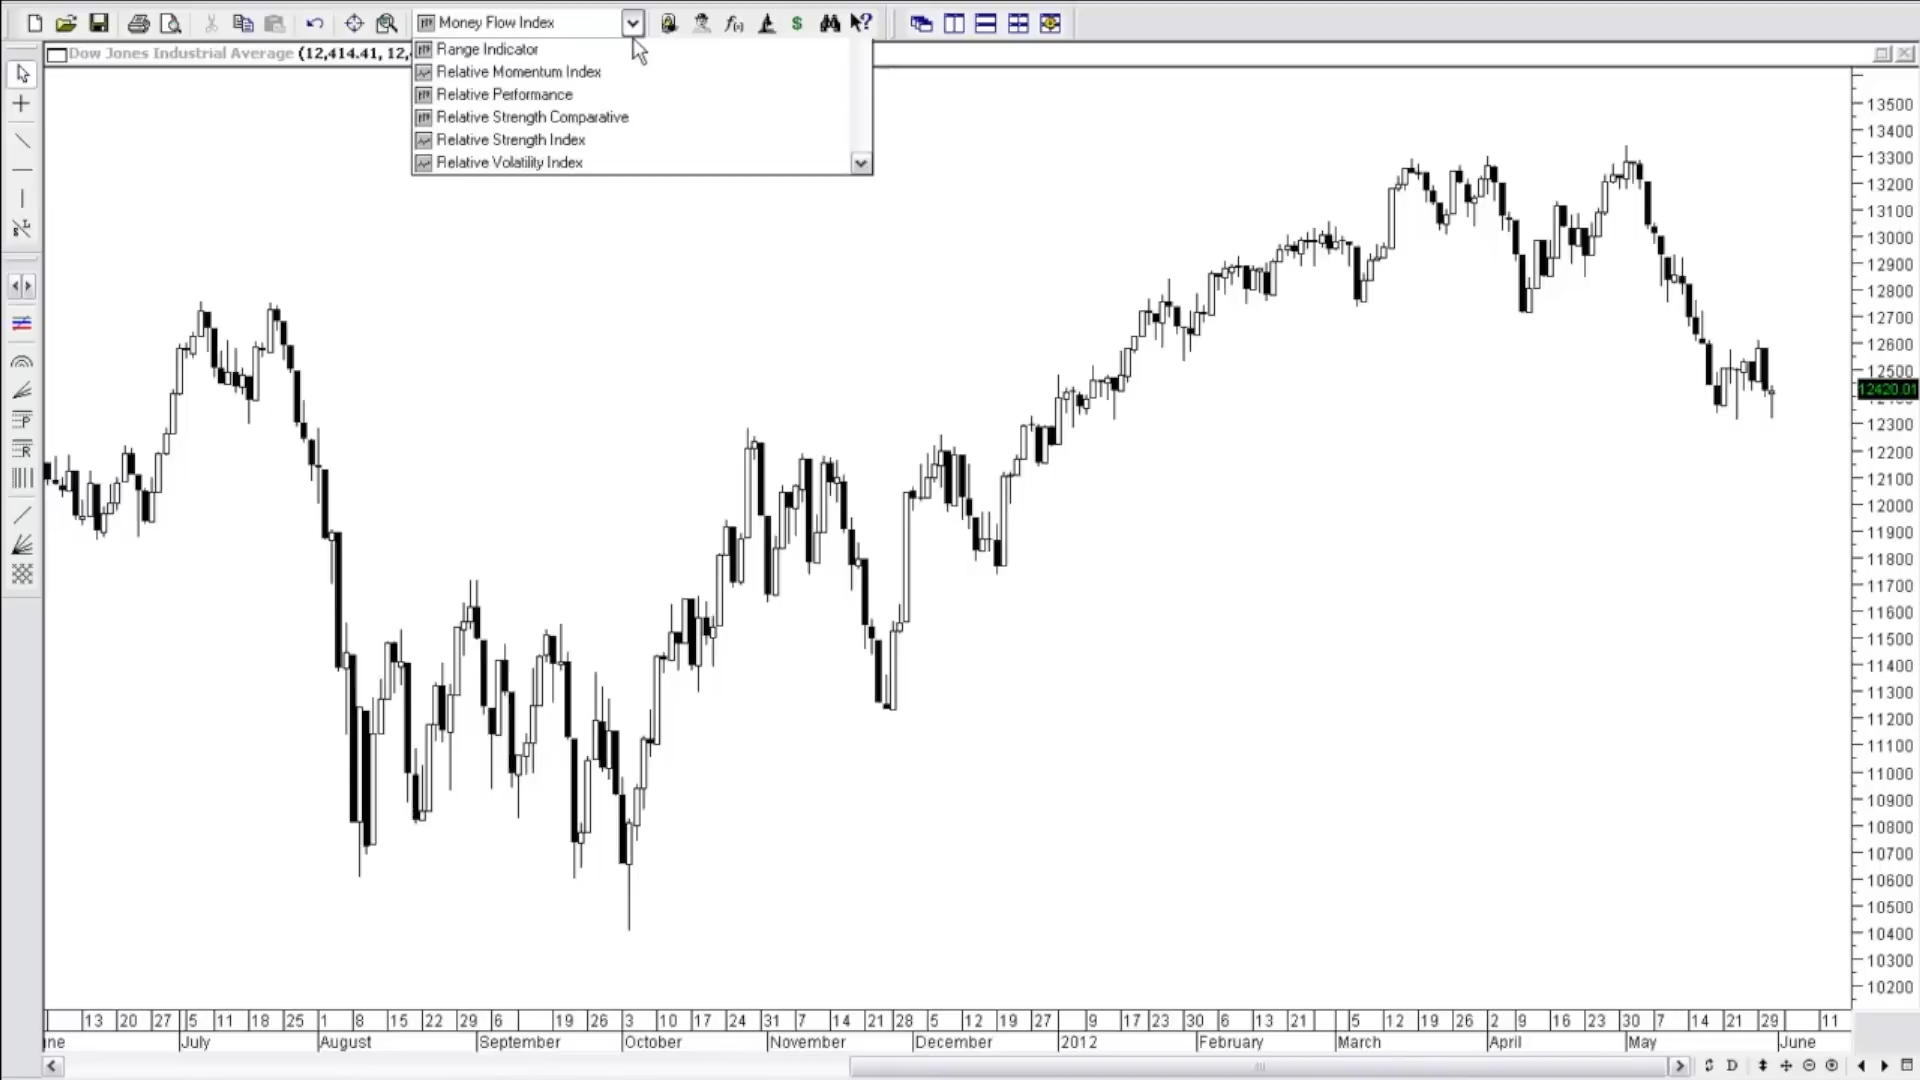 Money Flow Index
f(x)
$
Dow Jones Industrial Average (12,414.41, 12,
Range Indicator
Relative Momentum Index
Relative Performance
Relative Strength Comparative
Relative Strength Index
Relative Volatility Index
13500
13400
13300
13200
13100
13000
12900
12800
12700
12600
12500
12420.01
12300
12200
12100
12000
11900
11800
11700
11600
11500
11400
11300
11200
11100
11000
10900
10800
10700
10600
10500
10400
10300
10200
P
R
13 20 27 5 11 18 25 1 8 15 22 29 6 19 26 3 10 17 24 31 7 14 21 28 5 12 19 27 9 17 23 30 6 13 21 5 12 19 26 2 9 16 23 30 7 14 21 29 11
ne July August September October November December 2012 February March April May June
D